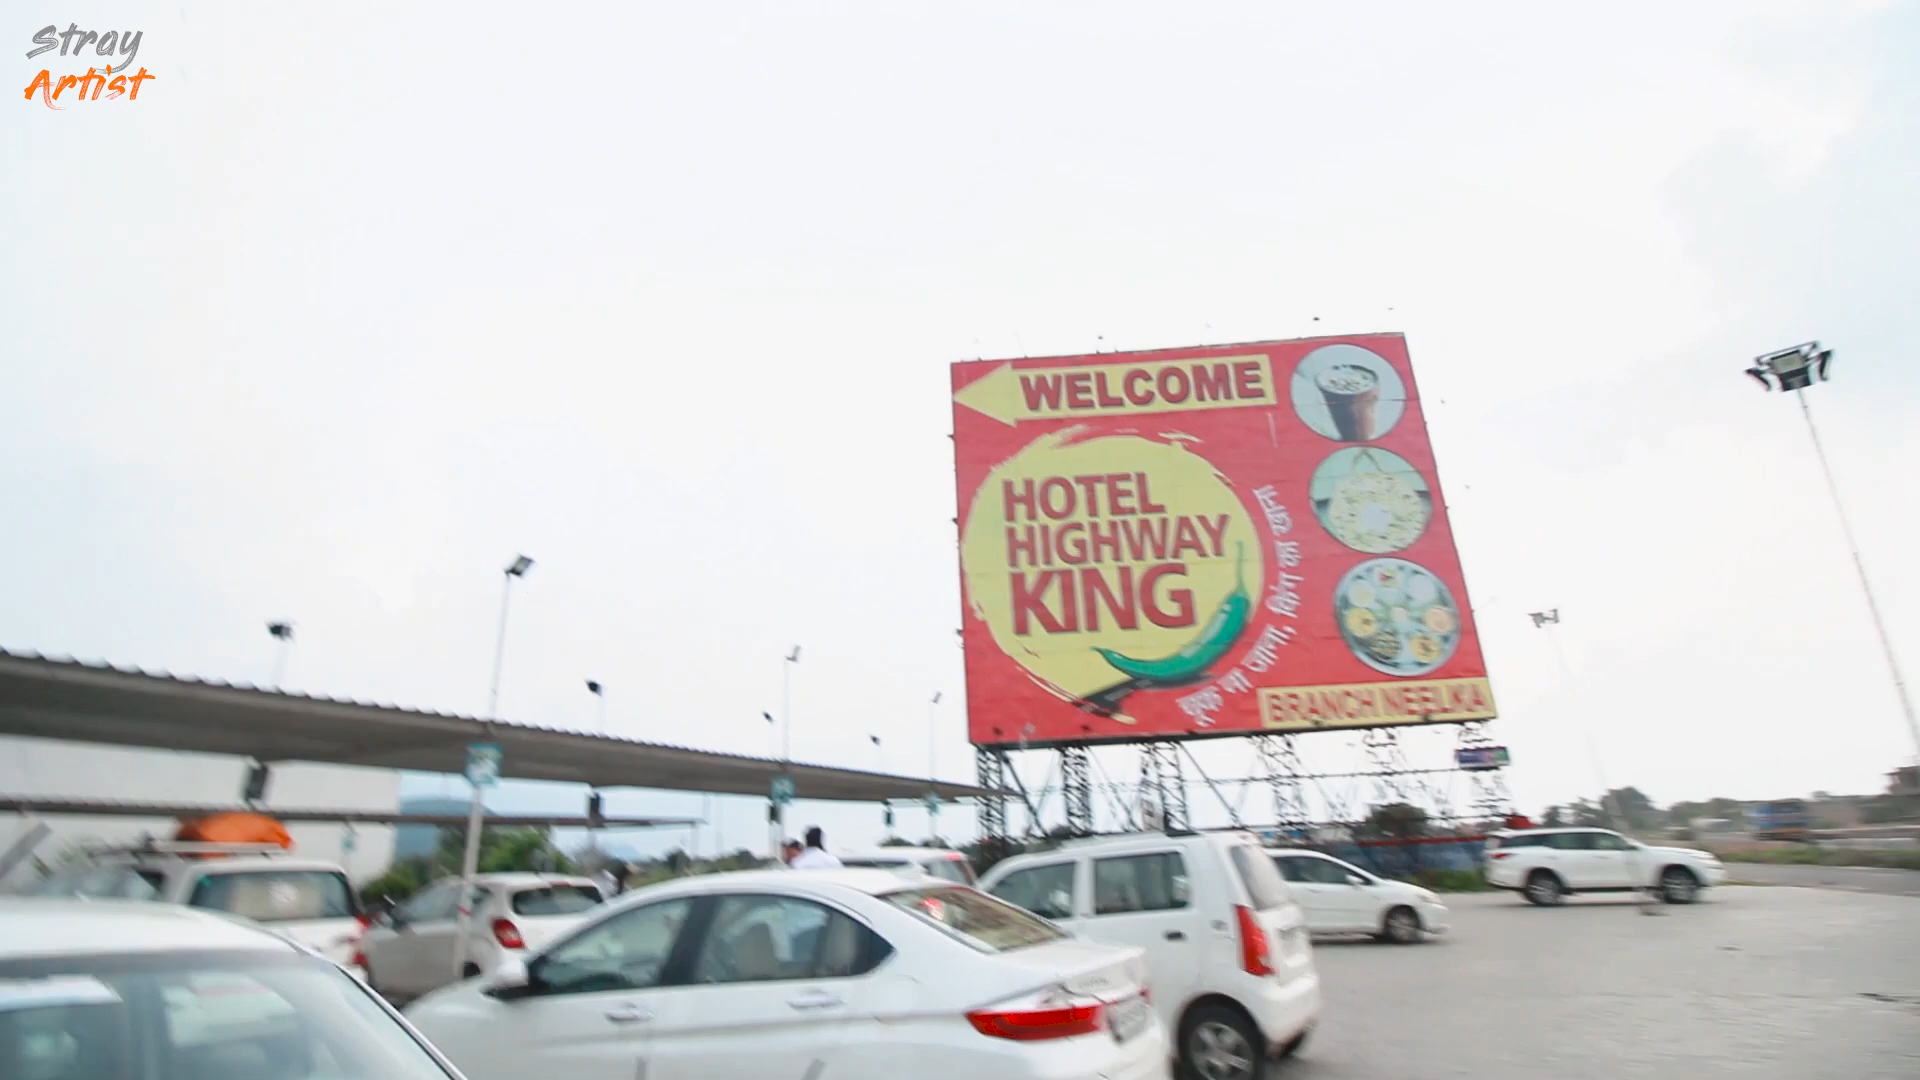 Stray
Artist
WELCOME
HOTEL
HIGHWAY
KING
चूक ना जाना, किंग का खाना
BRANCH NEELKA